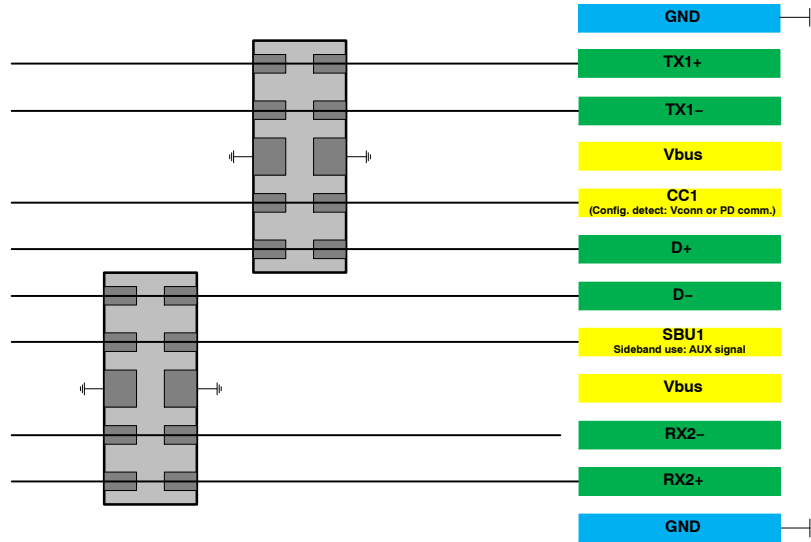 GND
TX1+
TX1−
Vbus
CC1
(Config. detect: Vconn or PD comm.)
D+
D−
SBU1
Sideband use: AUX signal
Vbus
RX2−
RX2+
GND